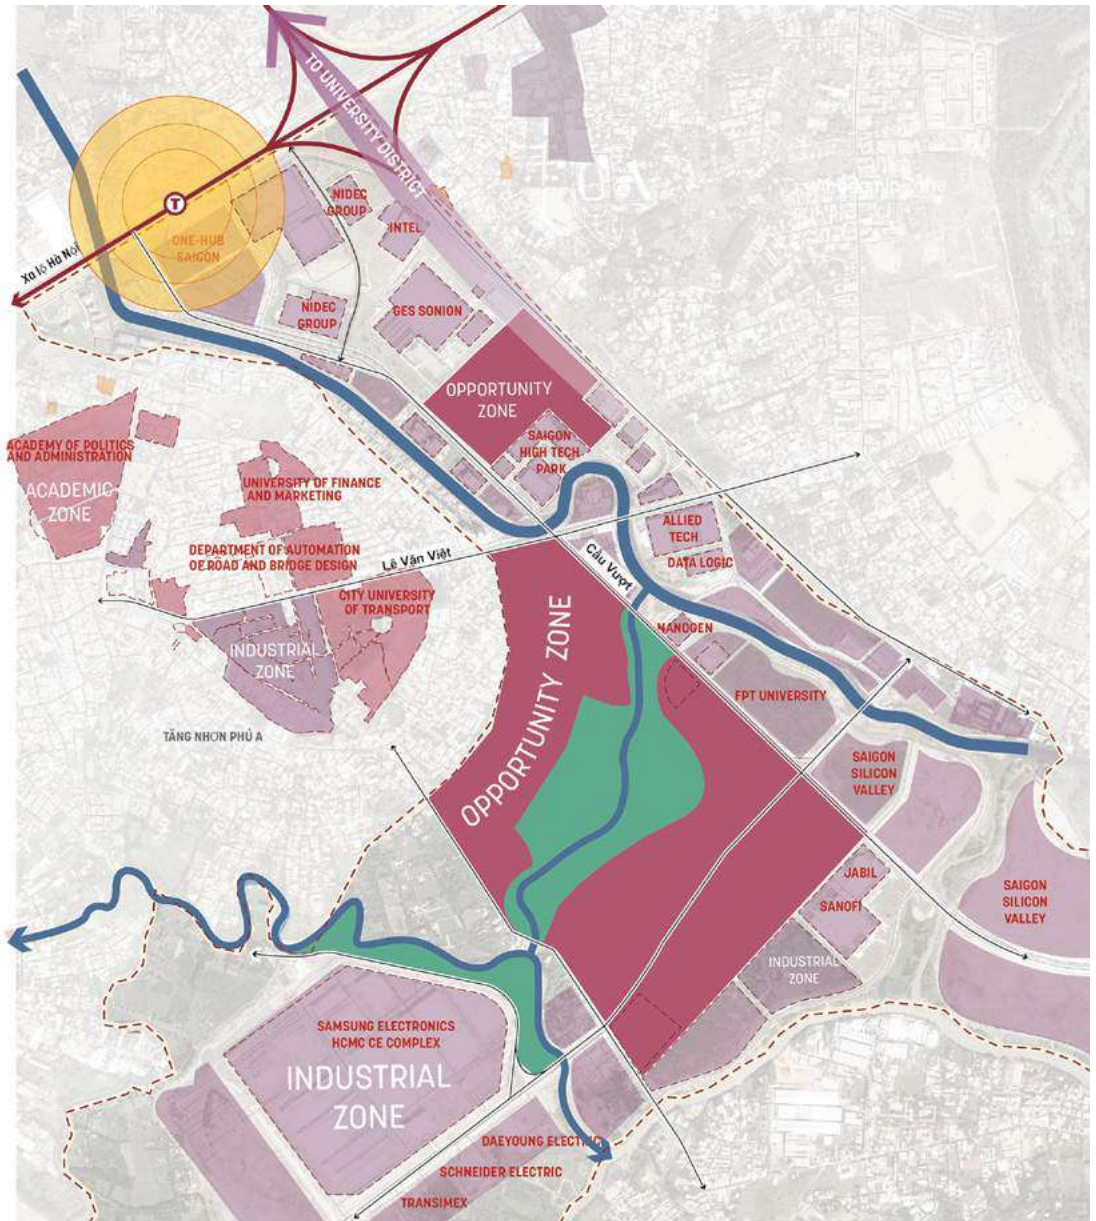 TO UNIVERSITY DISTRICT
T
Xa lộ Hà Nội
ONE-HUB
SAIGON
NIDEC
GROUP
INTEL
NIDEC
GROUP
GES SONION
OPPORTUNITY
ZONE
SAIGON
HIGH TECH
PARK
ACADEMY OF POLITICS
AND ADMINISTRATION
ACADEMIC
ZONE
UNIVERSITY OF FINANCE
AND MARKETING
DEPARTMENT OF AUTOMATION
OF ROAD AND BRIDGE DESIGN
Lê Văn Việt
CITY UNIVERSITY
OF TRANSPORT
INDUSTRIAL
ZONE
TĂNG NHƠN PHÚ A
ALLIED
TECH
DATA LOGIC
Cầu Vượt
NANOGEN
OPPORTUNITY ZONE
FPT UNIVERSITY
SAIGON
SILICON
VALLEY
JABIL
SANOFI
SAIGON
SILICON
VALLEY
INDUSTRIAL
ZONE
SAMSUNG ELECTRONICS
HCMC CE COMPLEX
INDUSTRIAL
ZONE
DAEYOUNG ELECTRIC
SCHNEIDER ELECTRIC
TRANSIMEX